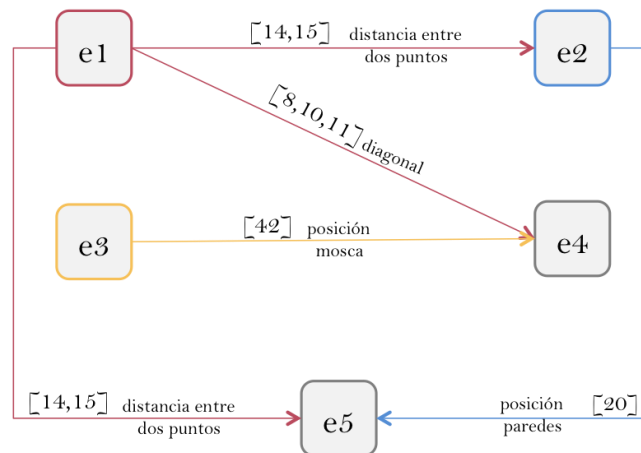 e1
[14,15] distancia entre
dos puntos
e2
[8,10,11] diagonal
e3
[42] posición
mosca
e4
[14,15] distancia entre
dos puntos
e5
posición [20]
paredes